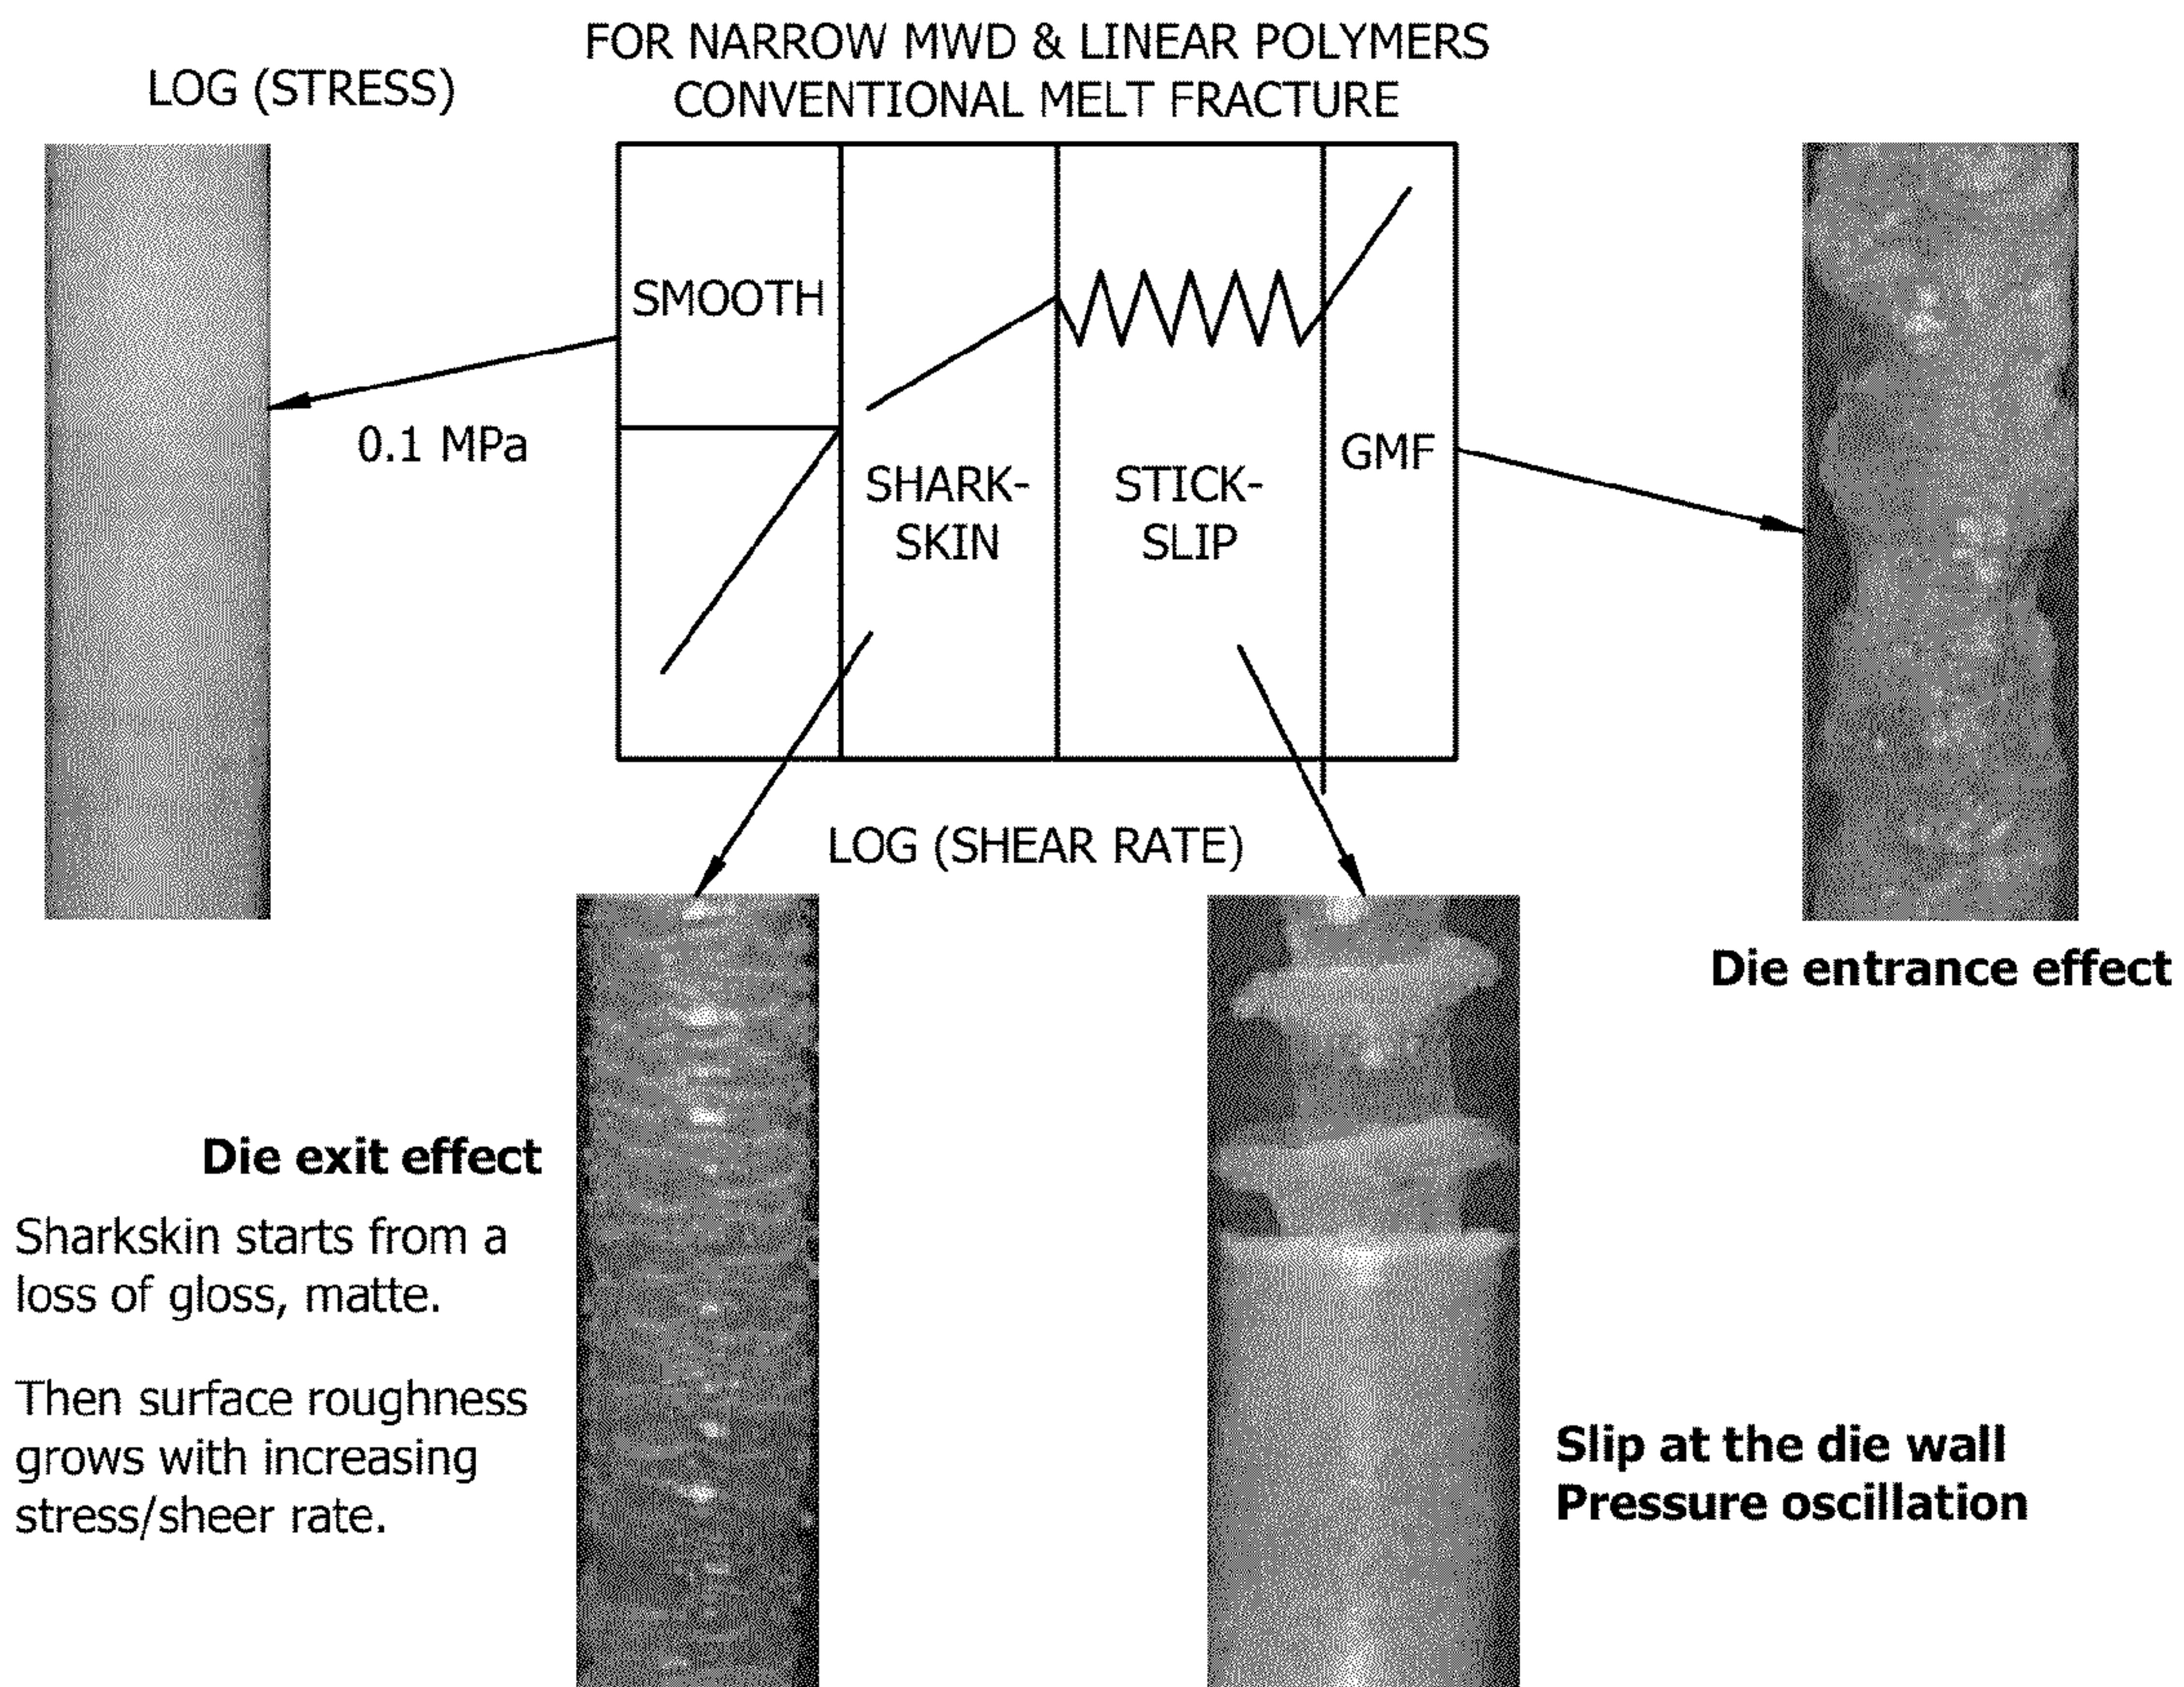 FOR NARROW MWD & LINEAR POLYMERS
CONVENTIONAL MELT FRACTURE
LOG (STRESS)
SMOOTH
0.1 MPa
SHARK-
SKIN
STICK-
SLIP
GMF
LOG (SHEAR RATE)
Die entrance effect
Die exit effect
Sharkskin starts from a
loss of gloss, matte.
Then surface roughness
grows with increasing
stress/sheer rate.
Slip at the die wall
Pressure oscillation